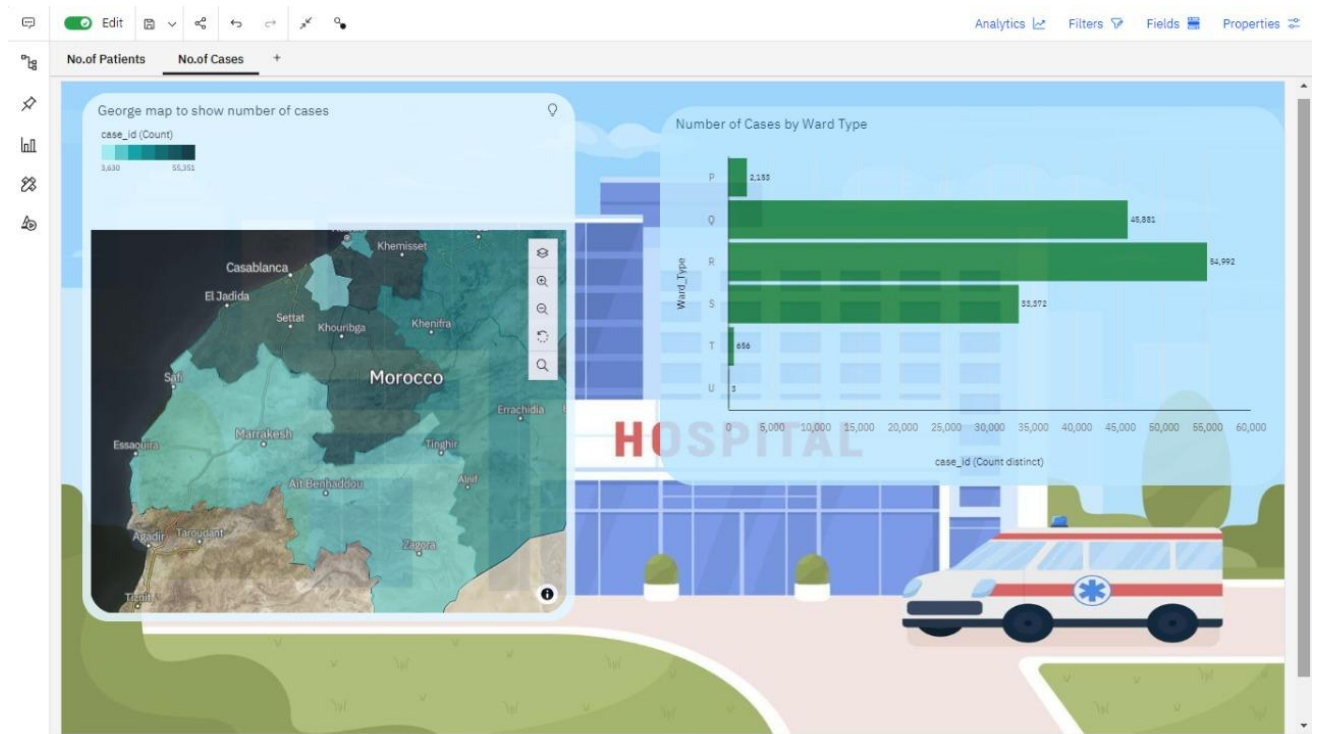 Edit
Analytics Filters Fields Properties
No.of Patients No.of Cases +
George map to show number of cases
case_id (Count)
3,630 55,351
Khemisset
Casablanca
El Jadida
Settat
Khouribga
Khenifra
Safi
Morocco
Errachidia
Essaouira
Marrakesh
Tinghir
Ait Benhaddou
Alnif
Agadir
Taroudant
Zagora
Tiznit
Number of Cases by Ward Type
Ward_Type
P 2,153
Q
R 54,992
S
T 656
U 3
0 5,000 10,000 15,000 20,000 25,000 30,000 35,000 40,000 45,000 50,000 55,000 60,000
case_id (Count distinct)
HOSPITAL